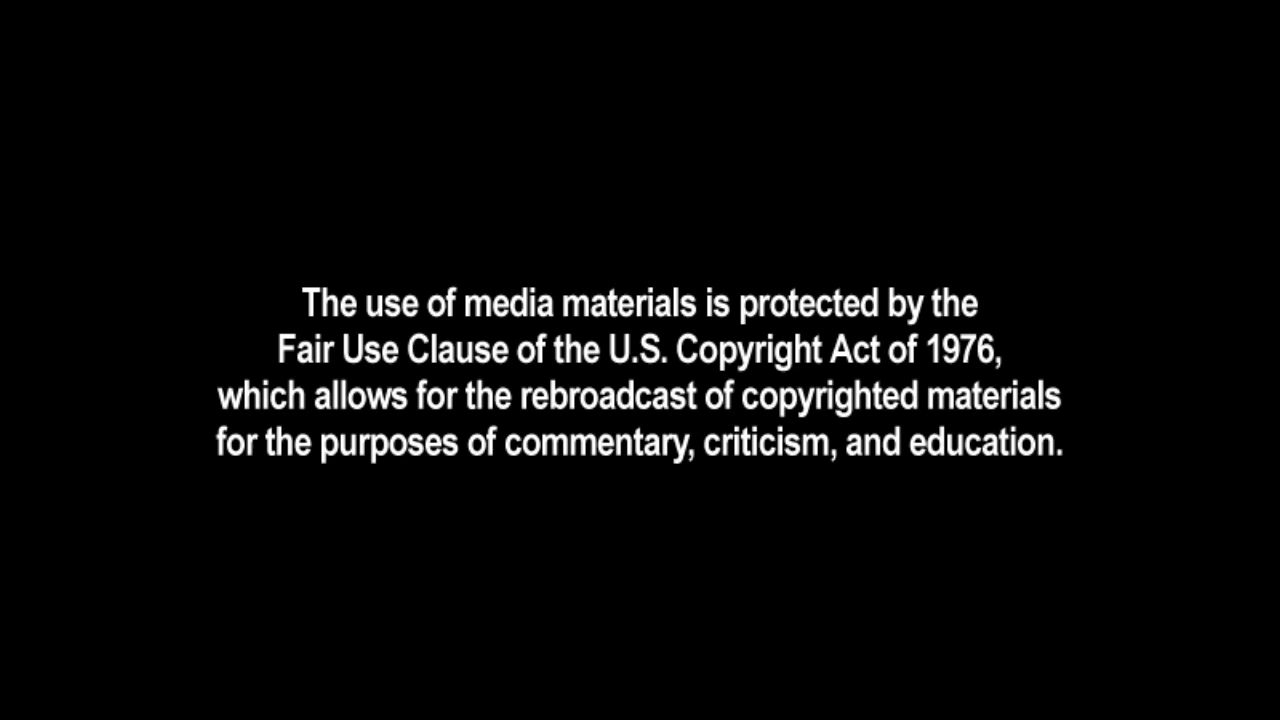 The use of media materials is protected by the
Fair Use Clause of the U.S. Copyright Act of 1976,
which allows for the rebroadcast of copyrighted materials
for the purposes of commentary, criticism, and education.